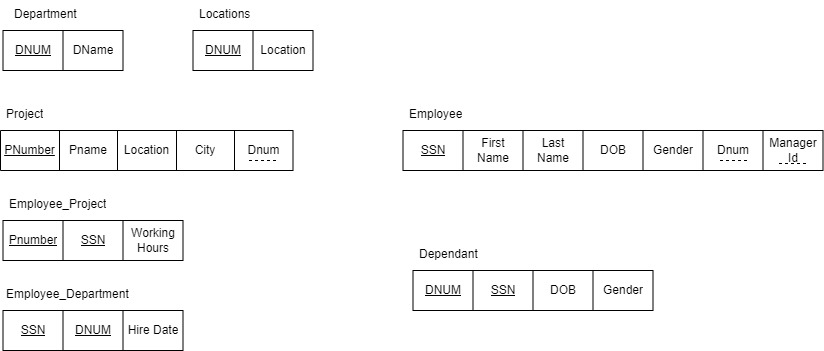 Department
DNUM DName
Locations
DNUM Location
Project
PNumber Pname Location City Dnum
Employee
SSN First Name Last Name DOB Gender Dnum Manager Id
Employee_Project
Pnumber SSN Working Hours
Dependant
DNUM SSN DOB Gender
Employee_Department
SSN DNUM Hire Date